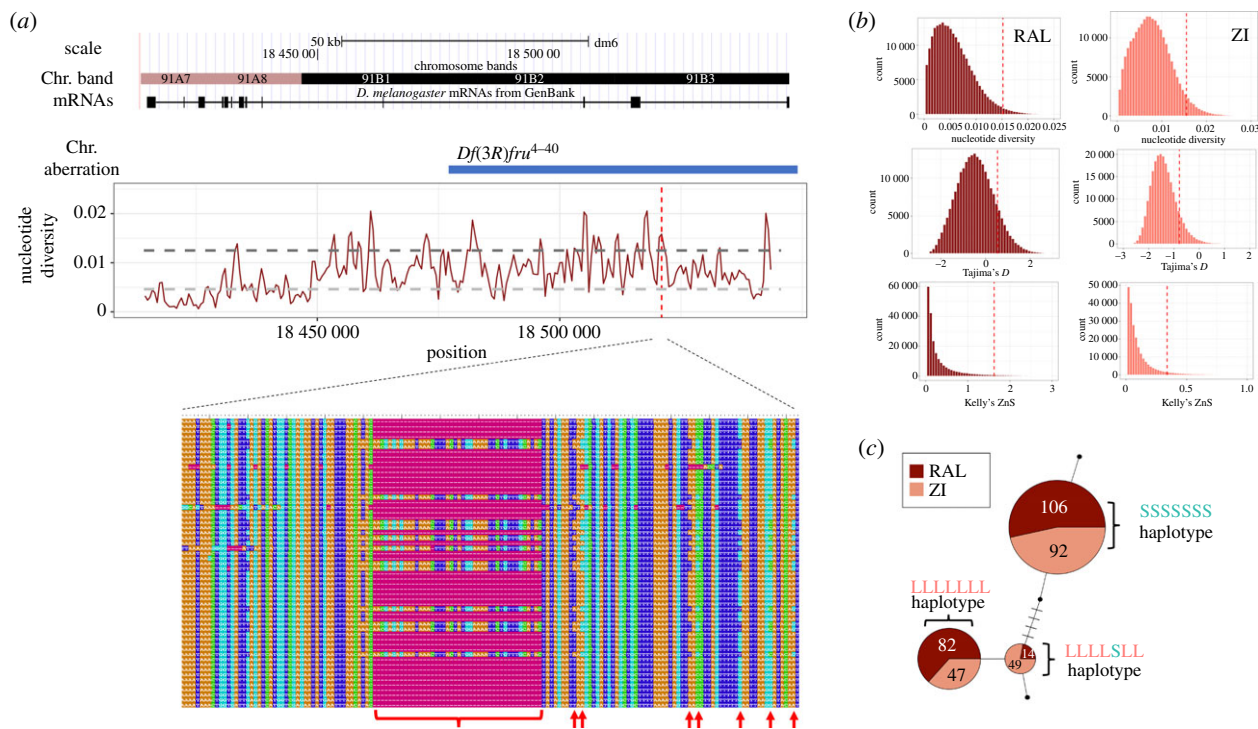 (a)
scale
50 kb
dm6
18 450 00
18 500 00
chromosome bands
Chr. band
91A7
91A8
91B1
91B2
91B3
mRNAs
D. melanogaster mRNAs from GenBank
Chr.
aberration
Df(3R)fru4–40
nucleotide
diversity
0.02
0.01
0
18 450 000
18 500 000
position
(b)
RAL
count
10 000
5000
0
0
0.005
0.010
0.015
0.020
0.025
nucleotide diversity
ZI
count
10 000
5000
0
0
0.01
0.02
0.03
nucleotide diversity
count
10 000
5000
0
−2
0
2
Tajima's D
count
20 000
15 000
10 000
5000
0
−3
−2
−1
0
1
2
Tajima's D
count
60 000
40 000
20 000
0
0
1
2
3
Kelly's ZnS
count
50 000
40 000
30 000
20 000
10 000
0
0
0.5
1.0
Kelly's ZnS
(c)
RAL
ZI
106
92
SSSSSSS
haplotype
LLLLLLL
haplotype
82
47
14
49
LLLLSLL
haplotype